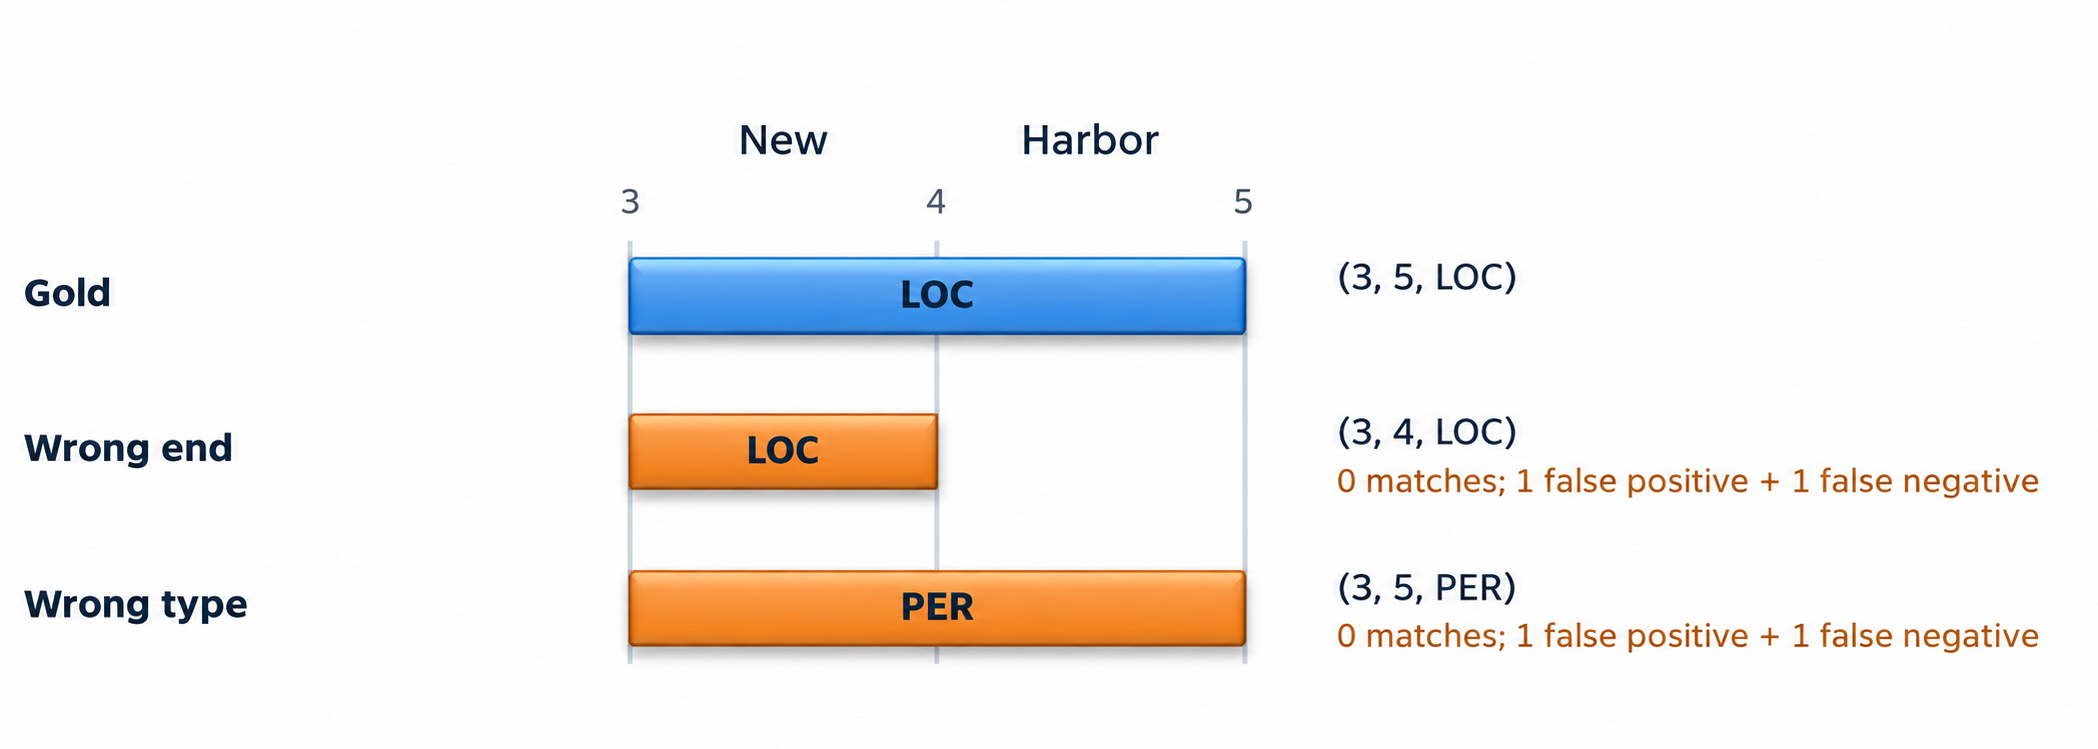 New Harbor
3 4 5
Gold LOC (3, 5, LOC)
Wrong end LOC (3, 4, LOC)
0 matches; 1 false positive + 1 false negative
Wrong type PER (3, 5, PER)
0 matches; 1 false positive + 1 false negative